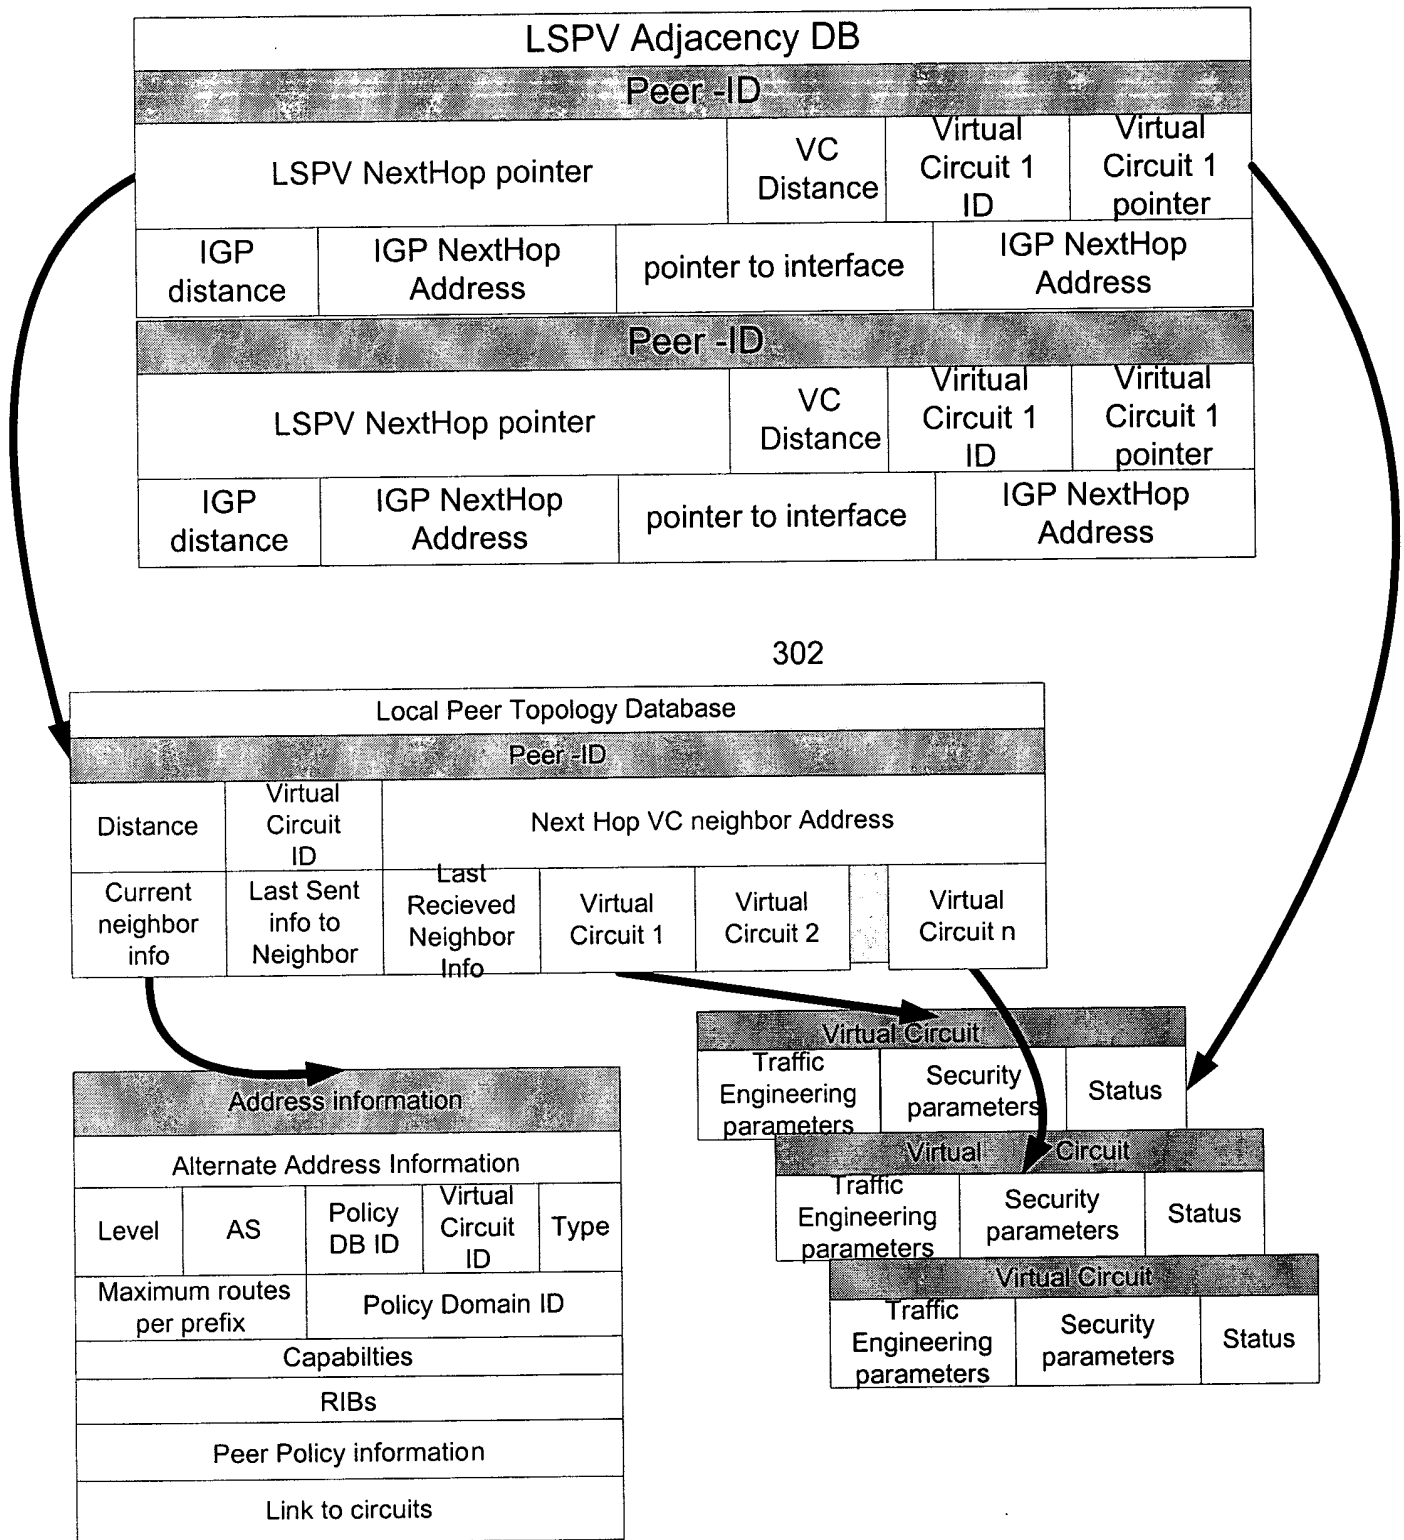 LSPV Adjacency DB
Peer -ID
LSPV NextHop pointer
VC
Distance
Virtual
Circuit 1
ID
Virtual
Circuit 1
pointer
IGP
distance
IGP NextHop
Address
pointer to interface
IGP NextHop
Address
Peer -ID
LSPV NextHop pointer
VC
Distance
Viritual
Circuit 1
ID
Viritual
Circuit 1
pointer
IGP
distance
IGP NextHop
Address
pointer to interface
IGP NextHop
Address
302
Local Peer Topology Database
Peer -ID
Distance
Virtual
Circuit
ID
Next Hop VC neighbor Address
Current
neighbor
info
Last Sent
info to
Neighbor
Last
Recieved
Neighbor
Info
Virtual
Circuit 1
Virtual
Circuit 2
Virtual
Circuit n
Address information
Alternate Address Information
Level
AS
Policy
DB ID
Virtual
Circuit
ID
Type
Maximum routes
per prefix
Policy Domain ID
Capabilties
RIBs
Peer Policy information
Link to circuits
Virtual Circuit
Traffic
Engineering
parameters
Security
parameters
Status
Virtual Circuit
Traffic
Engineering
parameters
Security
parameters
Status
Virtual Circuit
Traffic
Engineering
parameters
Security
parameters
Status